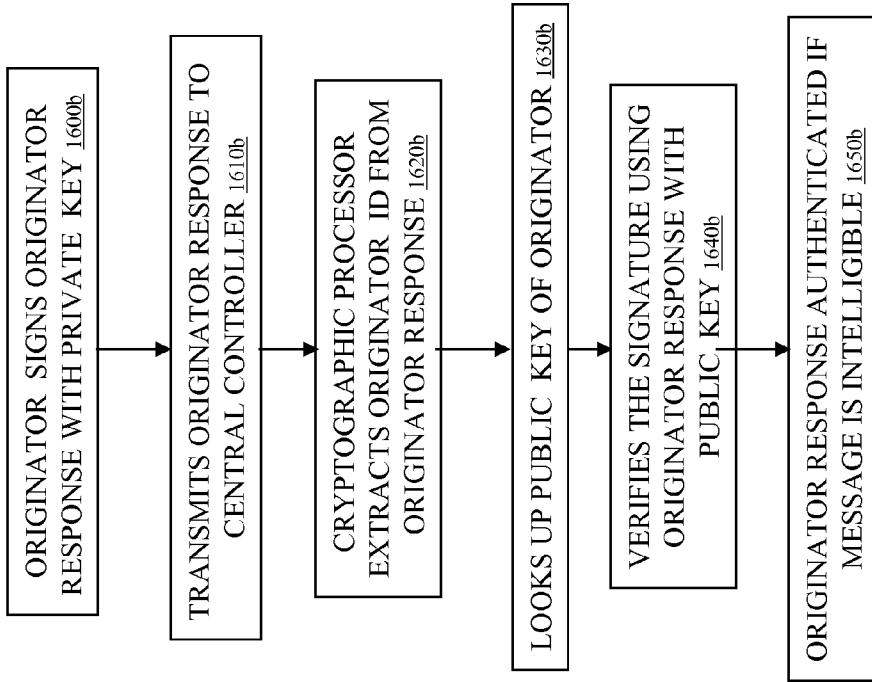 ORIGINATOR SIGNS ORIGINATOR
RESPONSE WITH PRIVATE KEY 1600b
TRANSMITS ORIGINATOR RESPONSE TO
CENTRAL CONTROLLER 1610b
CRYPTOGRAPHIC PROCESSOR
EXTRACTS ORIGINATOR ID FROM
ORIGINATOR RESPONSE 1620b
LOOKS UP PUBLIC KEY OF ORIGINATOR 1630b
VERIFIES THE SIGNATURE USING
ORIGINATOR RESPONSE WITH
PUBLIC KEY 1640b
ORIGINATOR RESPONSE AUTHENTICATED IF
MESSAGE IS INTELLIGIBLE 1650b